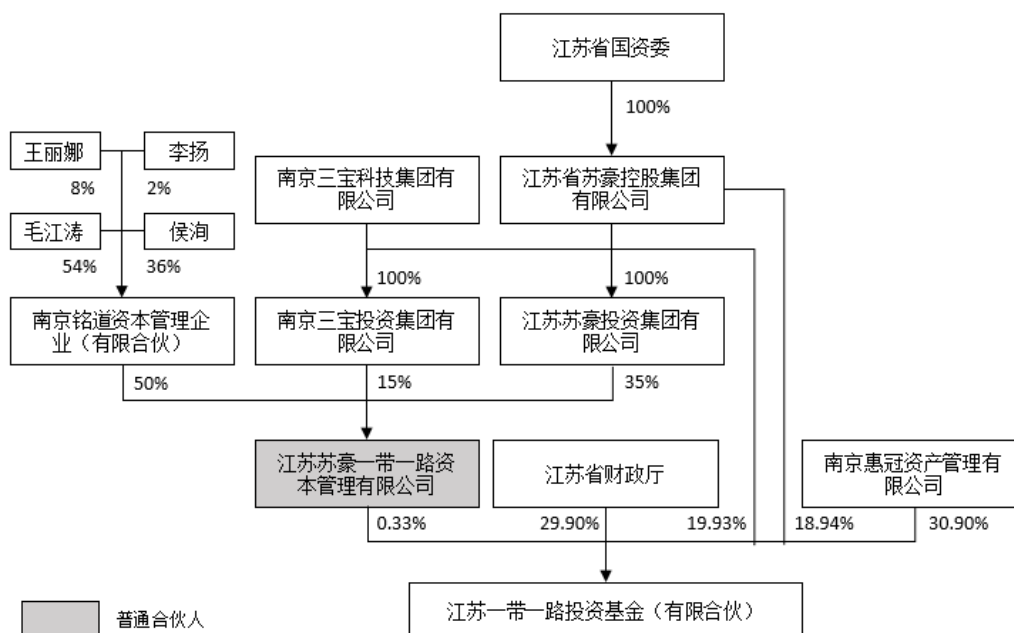 江苏省国资委
100%
王丽娜
李扬
8%
2%
毛江涛
侯洵
54%
36%
南京三宝科技集团有
限公司
江苏省苏豪控股集团
有限公司
100%
100%
南京铭道资本管理企
业（有限合伙）
南京三宝投资集团有
限公司
江苏苏豪投资集团有
限公司
50%
15%
35%
江苏苏豪一带一路资
本管理有限公司
江苏省财政厅
南京惠冠资产管理有
限公司
0.33%
29.90%
19.93%
18.94%
30.90%
江苏一带一路投资基金（有限合伙）
普通合伙人